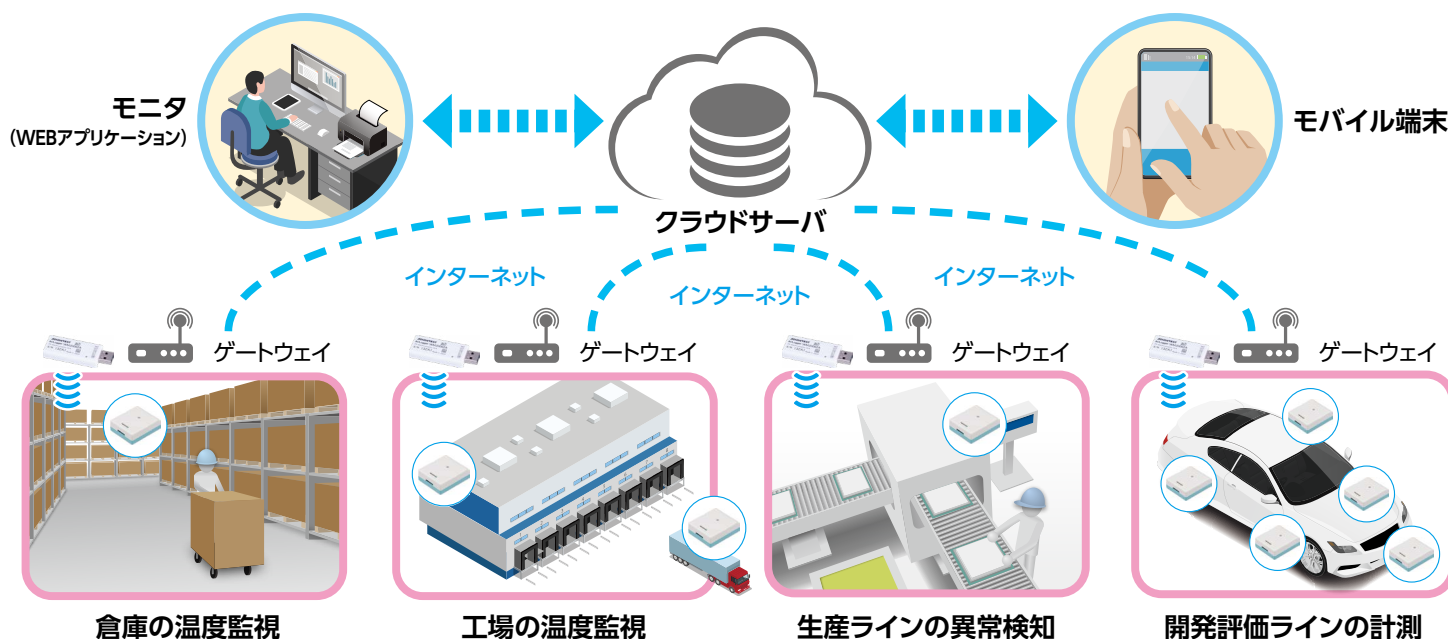 モニタ
(WEBアプリケーション)
モバイル端末
クラウドサーバ
インターネット
インターネット
インターネット
ゲートウェイ
ゲートウェイ
ゲートウェイ
ゲートウェイ
倉庫の温度監視
工場の温度監視
生産ラインの異常検知
開発評価ラインの計測